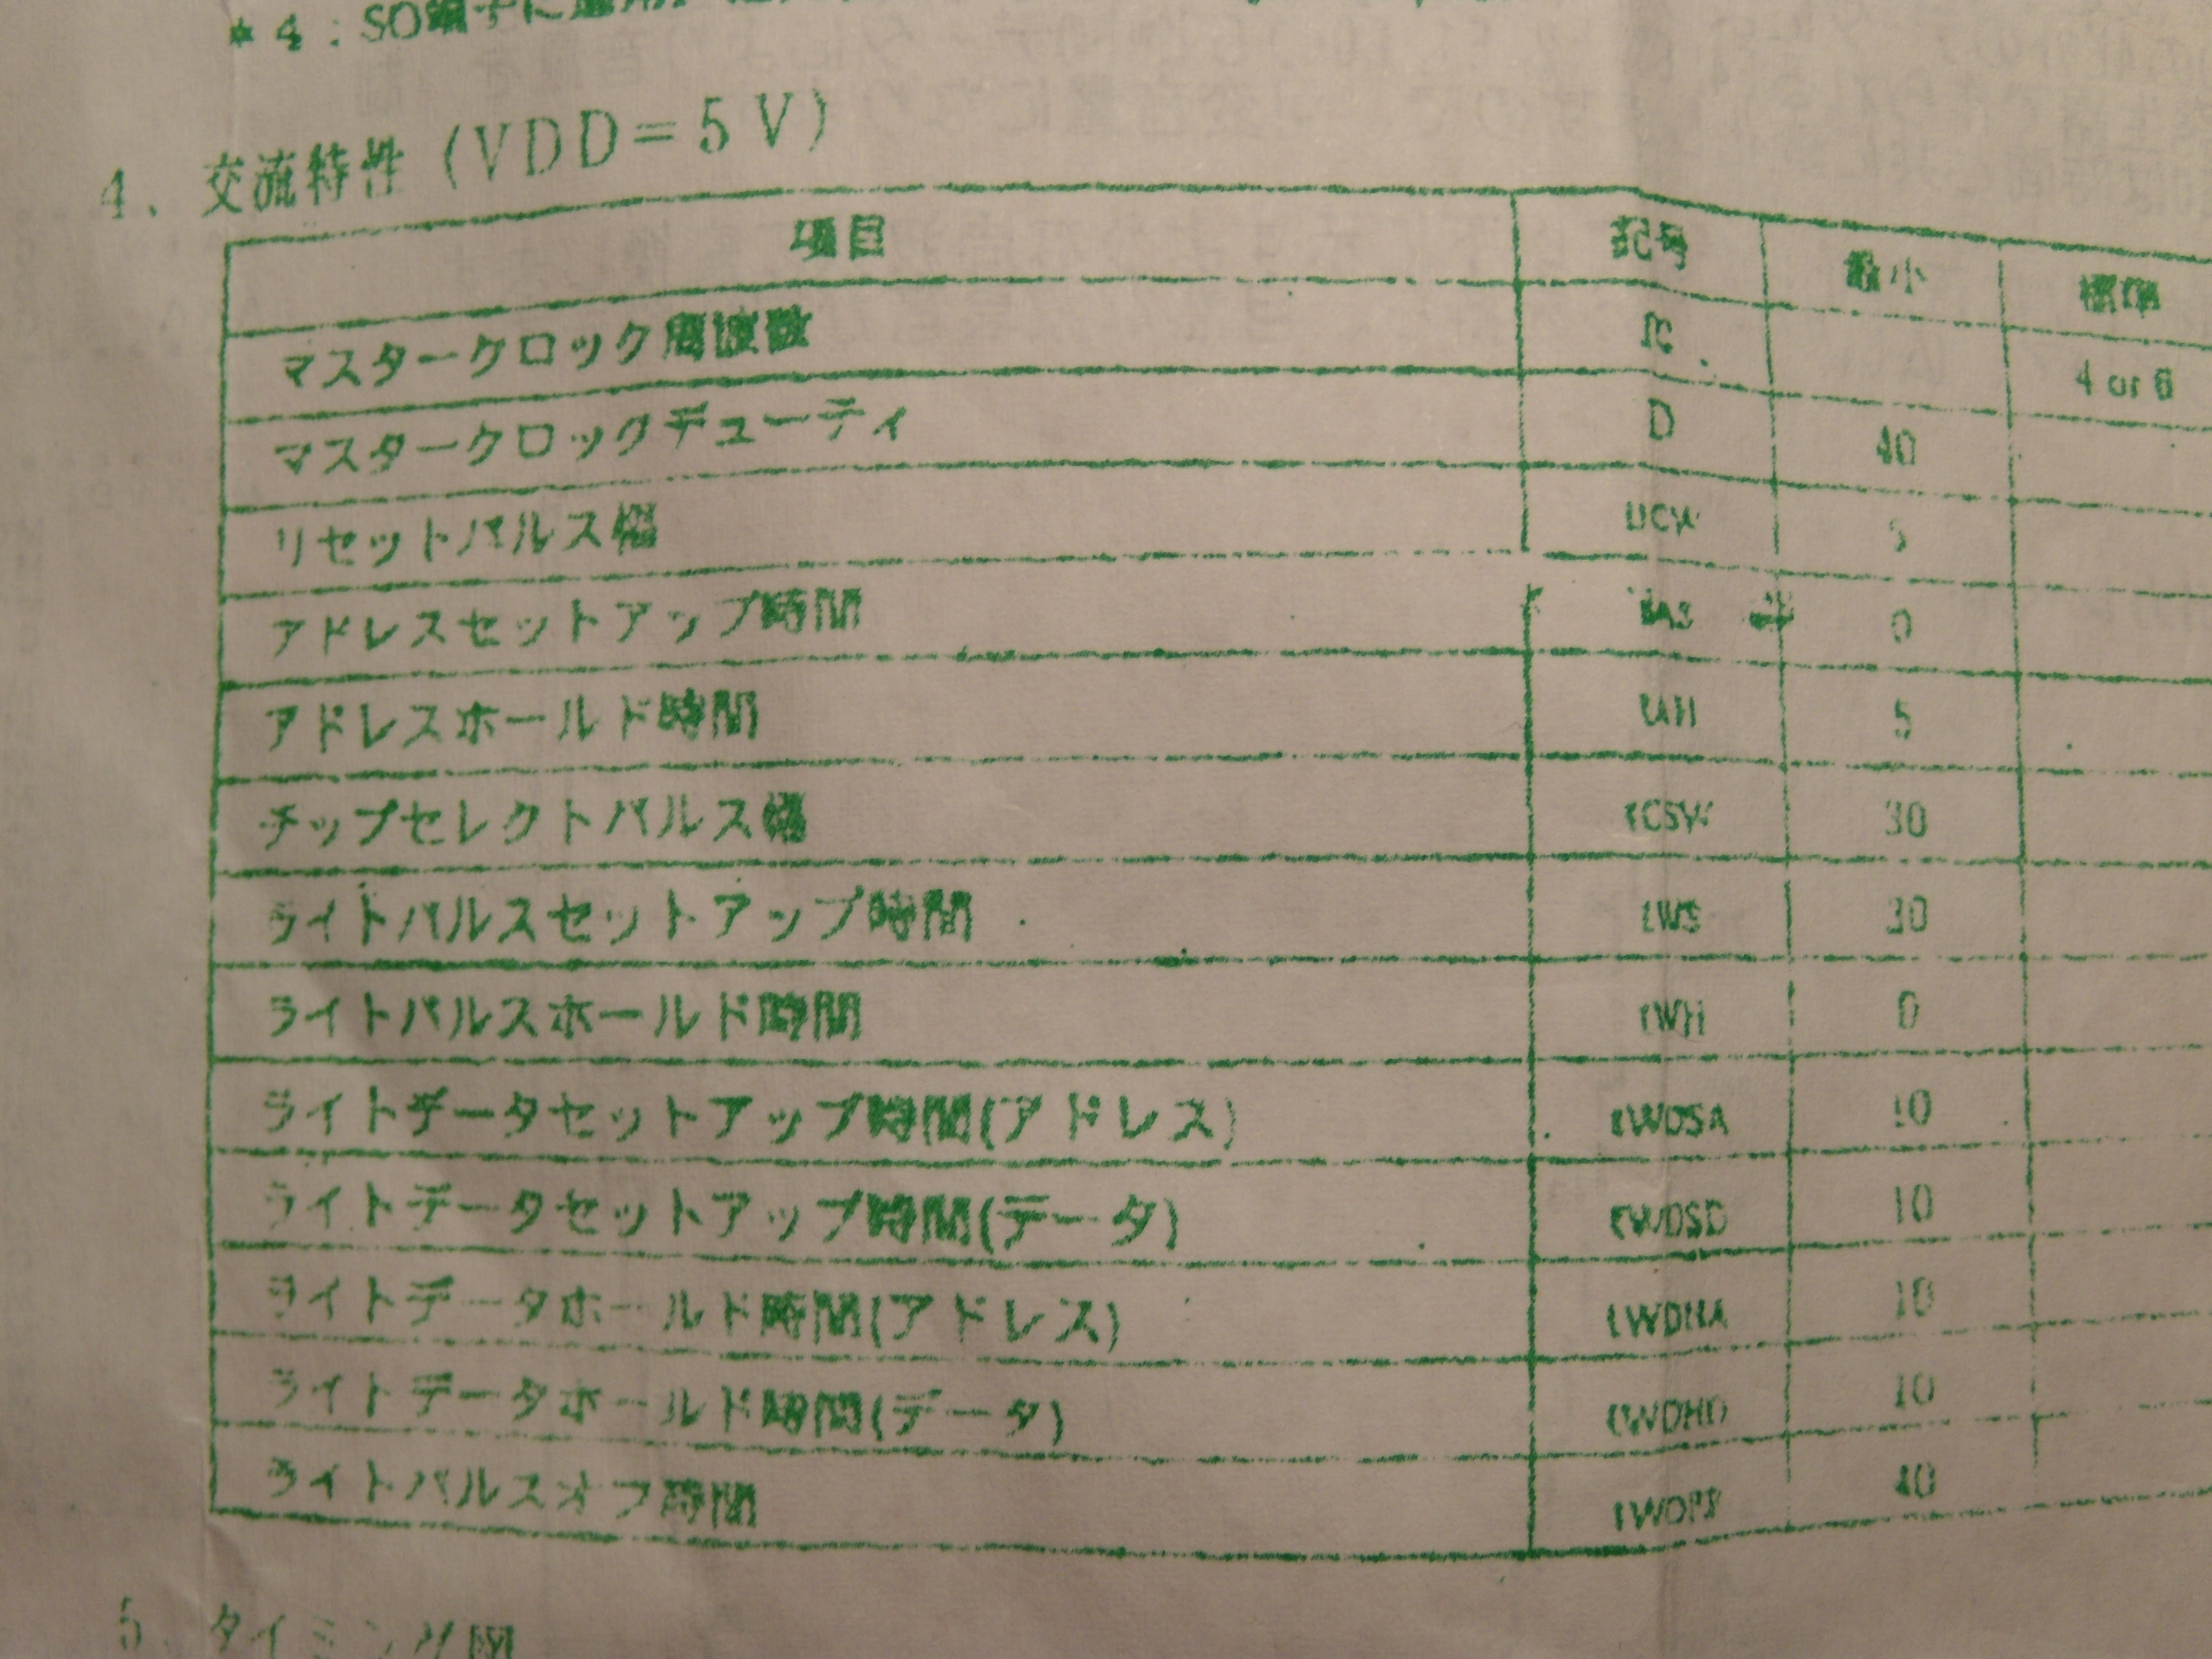 *4：SO端子に適用。
4．交流特性（VDD＝5V）
項目 記号 最小 標準
マスタークロック周波数 fc 4 or 6
マスタークロックデューティ D 40
リセットパルス幅 tICW 5
アドレスセットアップ時間 tAS 0
アドレスホールド時間 tAH 5
チップセレクトパルス幅 tCSW 30
ライトパルスセットアップ時間 tWS 30
ライトパルスホールド時間 tWH 0
ライトデータセットアップ時間(アドレス) tWDSA 10
ライトデータセットアップ時間(データ) tWDSD 10
ライトデータホールド時間(アドレス) tWDHA 10
ライトデータホールド時間(データ) tWDHD 10
ライトパルスオフ時間 40
5．タイミング図